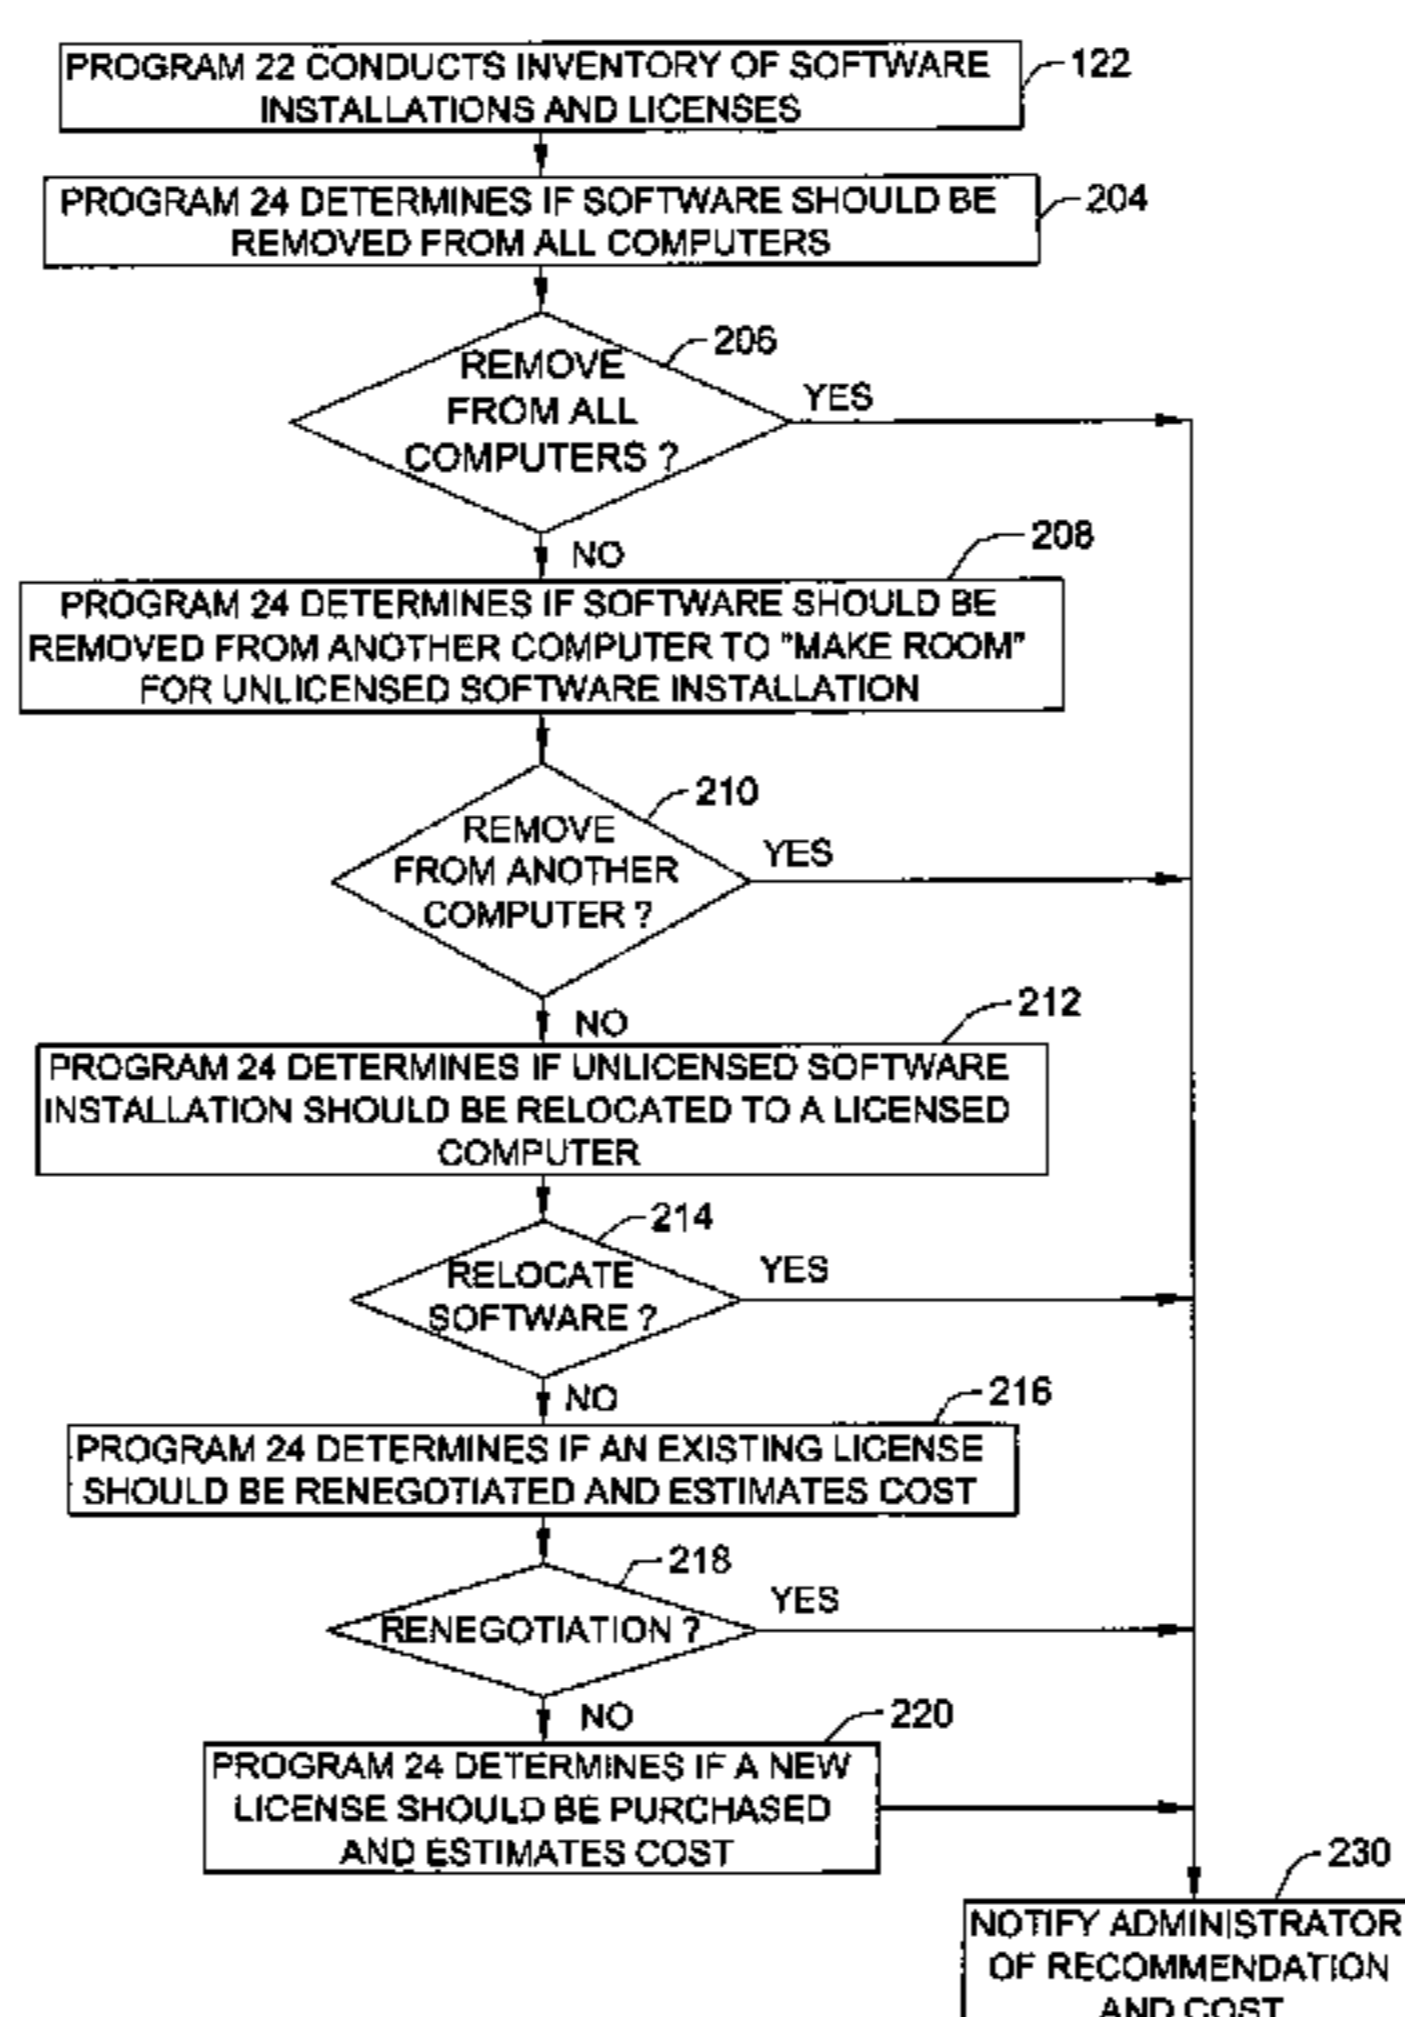 PROGRAM 22 CONDUCTS INVENTORY OF SOFTWARE
INSTALLATIONS AND LICENSES
122
PROGRAM 24 DETERMINES IF SOFTWARE SHOULD BE
REMOVED FROM ALL COMPUTERS
204
206
REMOVE
FROM ALL
COMPUTERS ?
YES
NO
208
PROGRAM 24 DETERMINES IF SOFTWARE SHOULD BE
REMOVED FROM ANOTHER COMPUTER TO "MAKE ROOM"
FOR UNLICENSED SOFTWARE INSTALLATION
210
REMOVE
FROM ANOTHER
COMPUTER ?
YES
NO
212
PROGRAM 24 DETERMINES IF UNLICENSED SOFTWARE
INSTALLATION SHOULD BE RELOCATED TO A LICENSED
COMPUTER
214
RELOCATE
SOFTWARE ?
YES
NO
216
PROGRAM 24 DETERMINES IF AN EXISTING LICENSE
SHOULD BE RENEGOTIATED AND ESTIMATES COST
218
RENEGOTIATION ?
YES
NO
220
PROGRAM 24 DETERMINES IF A NEW
LICENSE SHOULD BE PURCHASED
AND ESTIMATES COST
230
NOTIFY ADMINISTRATOR
OF RECOMMENDATION
AND COST